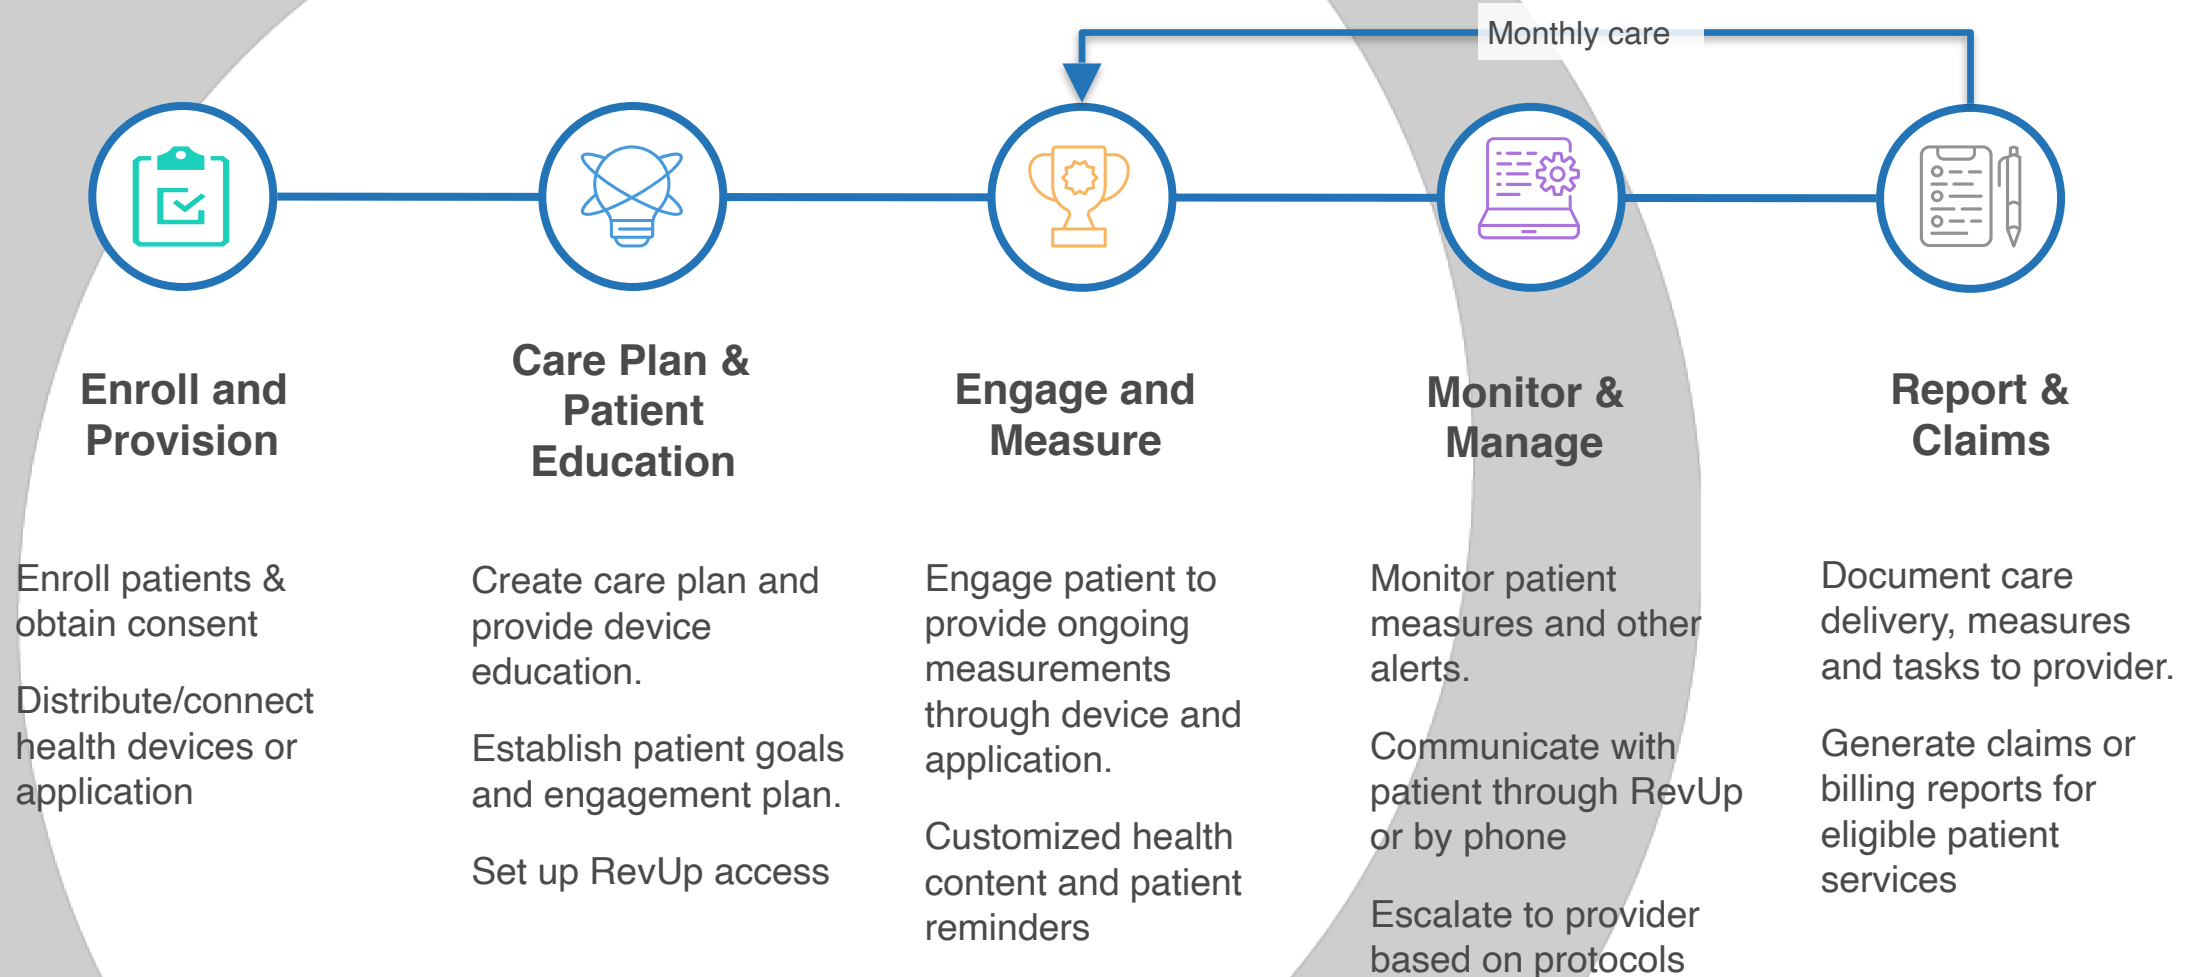 Monthly care
Enroll and
Provision
Care Plan &
Patient
Education
Engage and
Measure
Monitor &
Manage
Report &
Claims
Enroll patients &
obtain consent
Distribute/connect
health devices or
application
Create care plan and
provide device
education.
Establish patient goals
and engagement plan.
Set up RevUp access
Engage patient to
provide ongoing
measurements
through device and
application.
Customized health
content and patient
reminders
Monitor patient
measures and other
alerts.
Communicate with
patient through RevUp
or by phone
Escalate to provider
based on protocols
Document care
delivery, measures
and tasks to provider.
Generate claims or
billing reports for
eligible patient
services